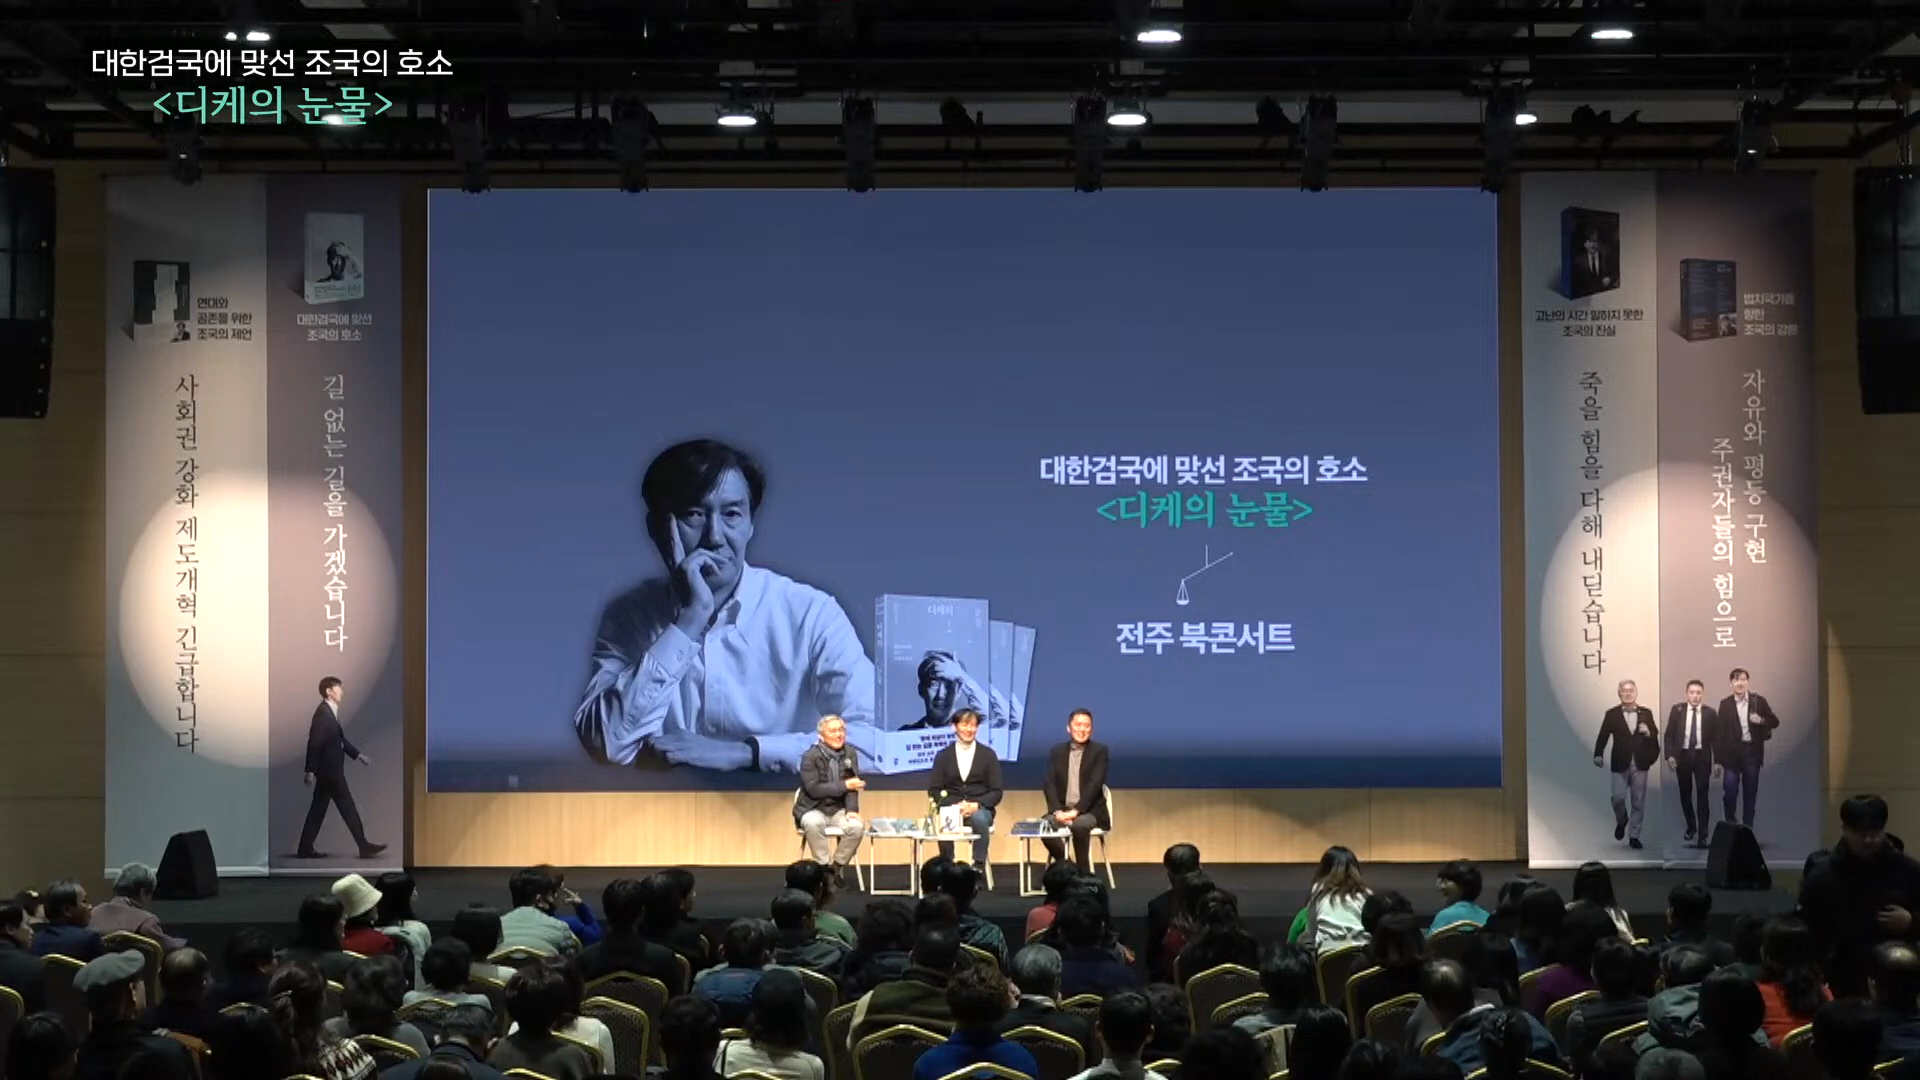 대한검국에 맞선 조국의 호소
<디케의 눈물>
연대와
공존을 위한
조국의 제언
사회권 강화 제도개혁 긴급합니다
대한검국에 맞선
조국의 호소
길 없는 길을 가겠습니다
대한검국에 맞선 조국의 호소
<디케의 눈물>
전주 북콘서트
디케의
고난의 시간 말하지 못한
조국의 진실
죽을 힘을 다해 내딛습니다
법치국가를
향한
조국의 강론
자유와 평등 구현
주권자들의 힘으로